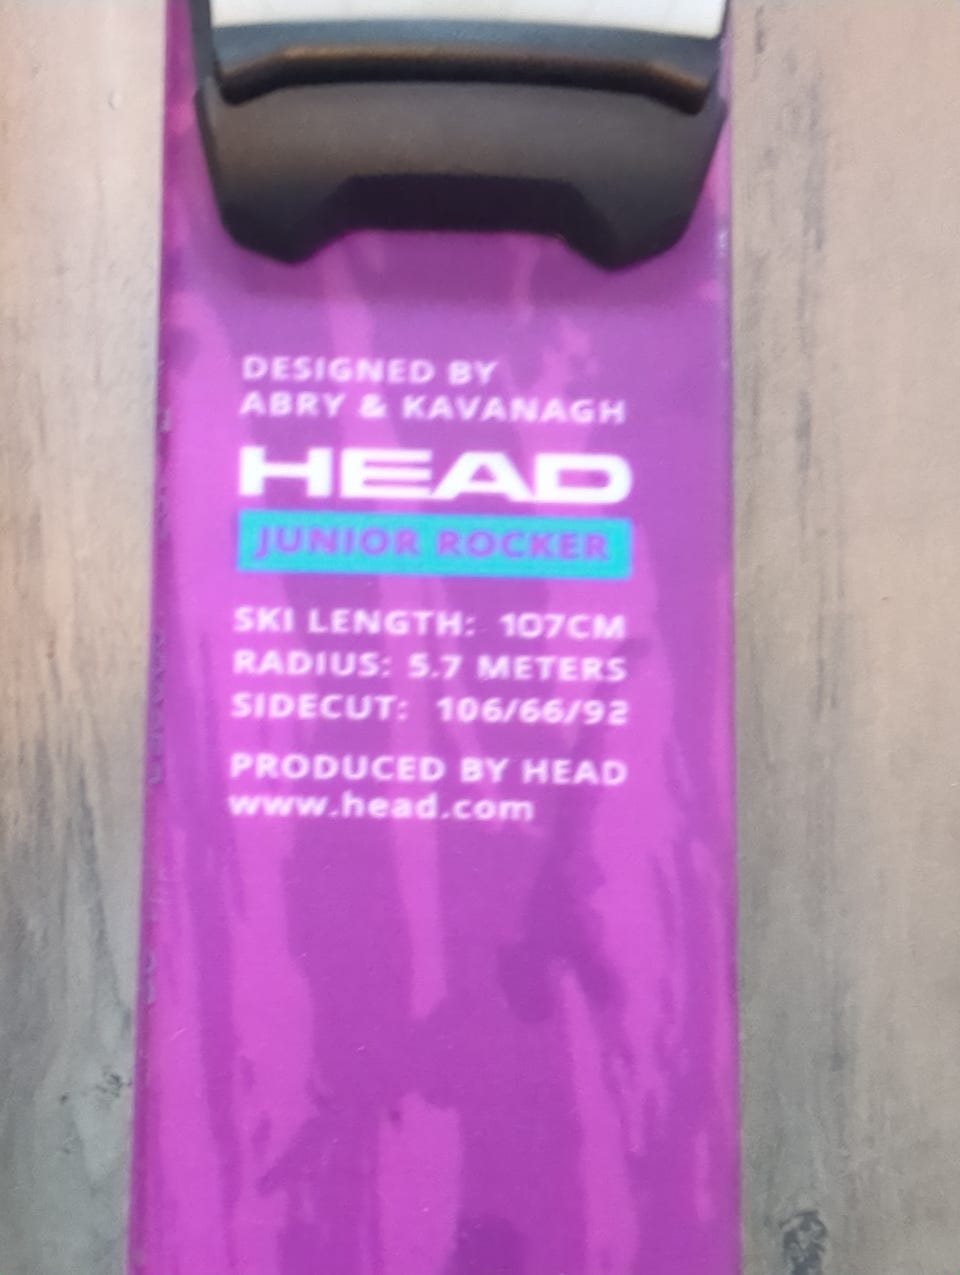 DESIGNED BY
ABRY & KAVANAGH
HEAD
JUNIOR ROCKER
SKI LENGTH: 107CM
RADIUS: 5.7 METERS
SIDECUT: 106/66/92
PRODUCED BY HEAD
www.head.com